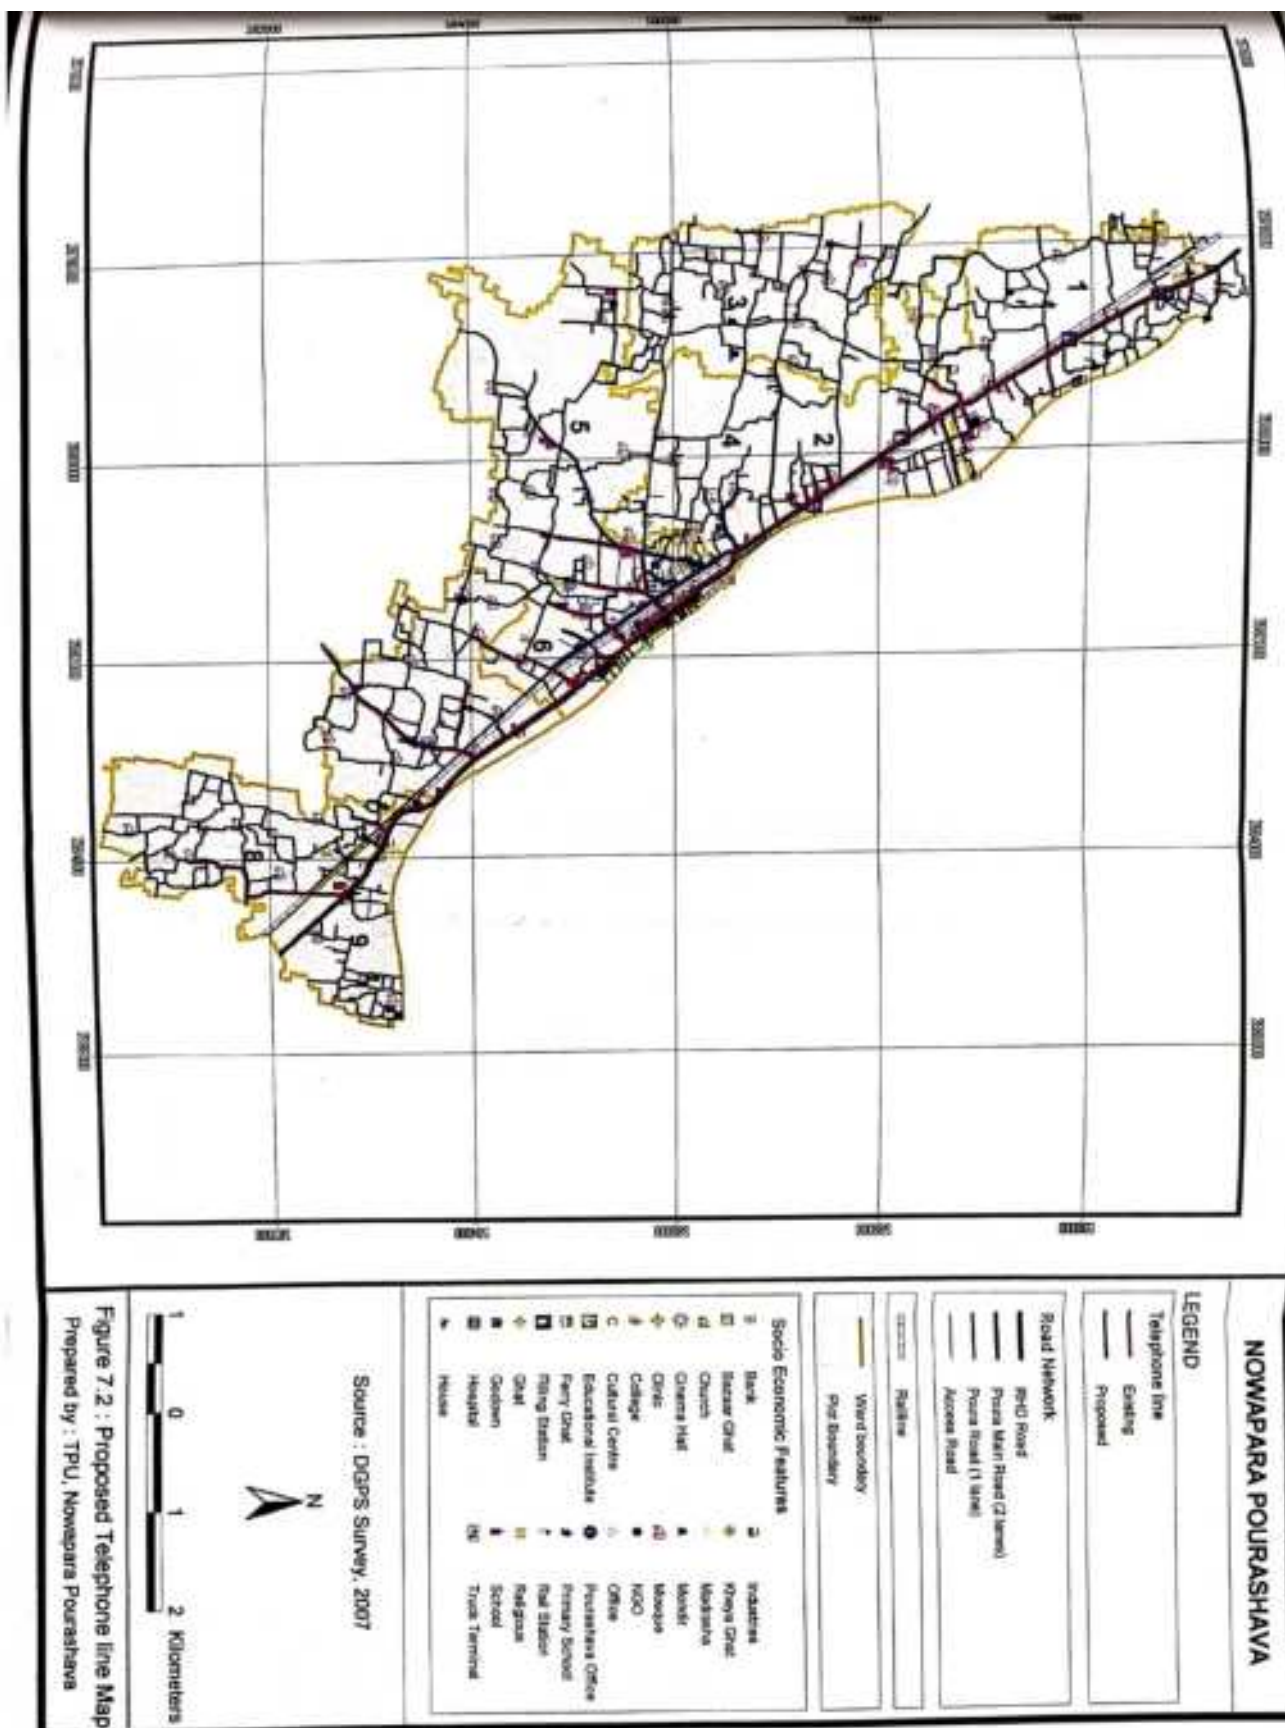 NOWAPARA POURASHAVA
LEGEND
Telephone line
Existing
Proposed
Road Network
RHD Road
Poura Main Road (2 lanes)
Poura Road (1 lane)
Access Road
Railline
Ward boundary
Plot Boundary
Socio Economic Features
Bank
Bazaar Ghat
Church
Cinema Hall
Clinic
College
Cultural Centre
Educational Institute
Ferry Ghat
Filling Station
Ghat
Godown
Hospital
House
Industries
Kheya Ghat
Madrasha
Mondir
Mosque
NGO
Office
Pourashava Office
Primary School
Rail Station
Religious
School
Truck Terminal
Source : DGPS Survey, 2007
N
1 0 1 2 Kilometers
Figure 7.2 : Proposed Telephone line Map
Prepared by : TPU, Nowapara Pourashava
1
2
3
4
5
6
8
9